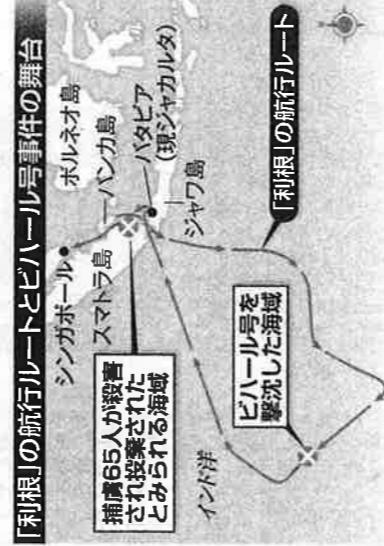 「利根」の航行ルートとビハール号事件の舞台
シンガポール
ボルネオ島
バンカ島
スマトラ島
バタビア
(現ジャカルタ)
ジャワ島
捕虜65人が殺害
され投棄された
とみられる海域
「利根」の航行ルート
インド洋
ビハール号を
撃沈した海域